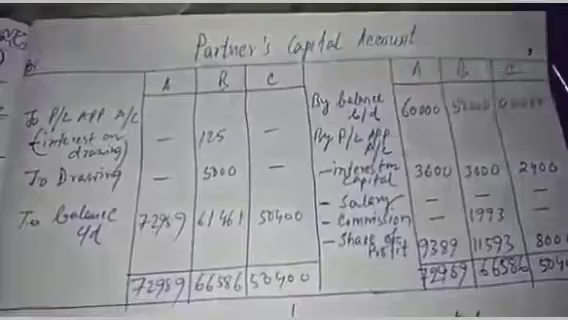 Partner's Capital Account
Dr
A B C A B C
To P/L APP A/C By balance b/d 60000
(interest on drawing) — 125 — By P/L APP A/C
To Drawing — 5000 — - interest on capital 3600 3000 2400
- Salary — — —
To balance c/d 72989 61461 50400 - Commission — 1993 —
- Share of Profit 9389 11593
72989 66586 50400 72989 66586